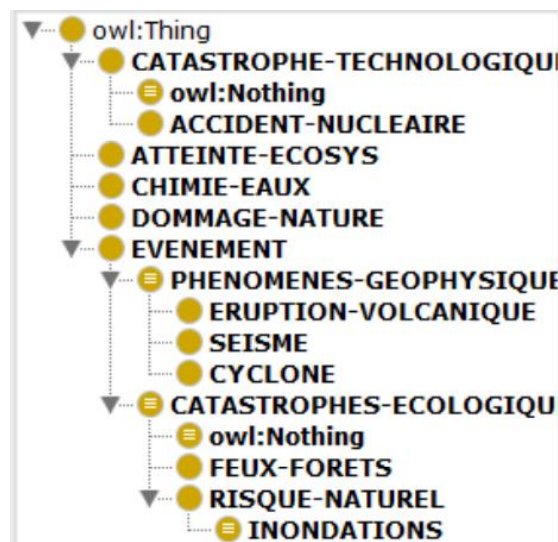 owl:Thing
CATASTROPHE-TECHNOLOGIQU
owl:Nothing
ACCIDENT-NUCLEAIRE
ATTEINTE-ECOSYS
CHIMIE-EAUX
DOMMAGE-NATURE
EVENEMENT
PHENOMENES-GEOPHYSIQUE
ERUPTION-VOLCANIQUE
SEISME
CYCLONE
CATASTROPHES-ECOLOGIQU
owl:Nothing
FEUX-FORETS
RISQUE-NATUREL
INONDATIONS